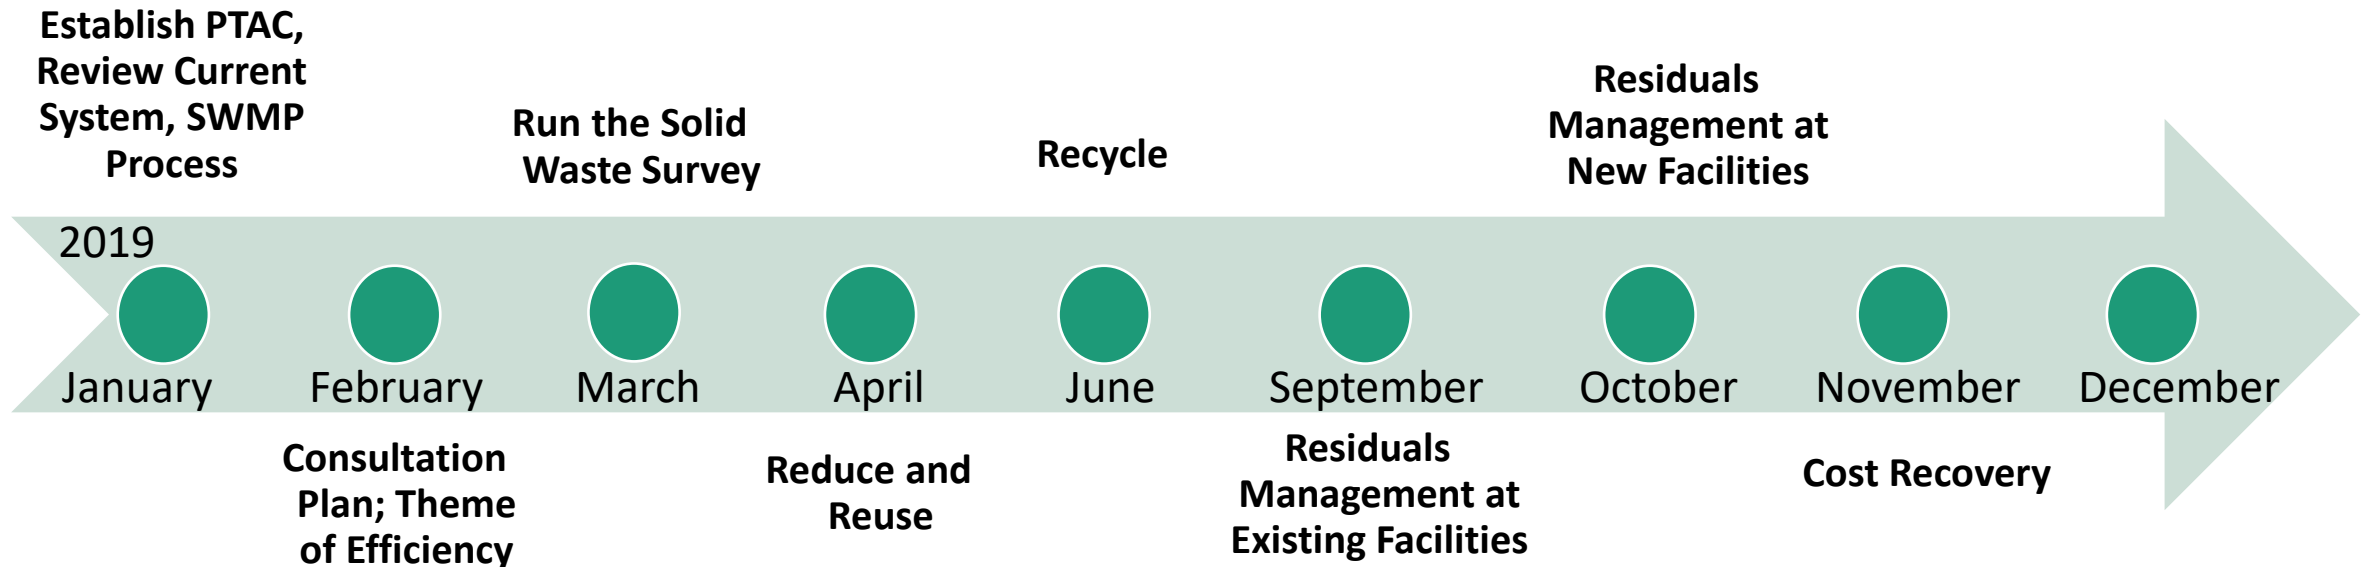 Establish PTAC,
Review Current
System, SWMP
Process
Run the Solid
Waste Survey
Recycle
Residuals
Management at
New Facilities
2019
January
February
March
April
June
September
October
November
December
Consultation
Plan; Theme
of Efficiency
Reduce and
Reuse
Residuals
Management at
Existing Facilities
Cost Recovery